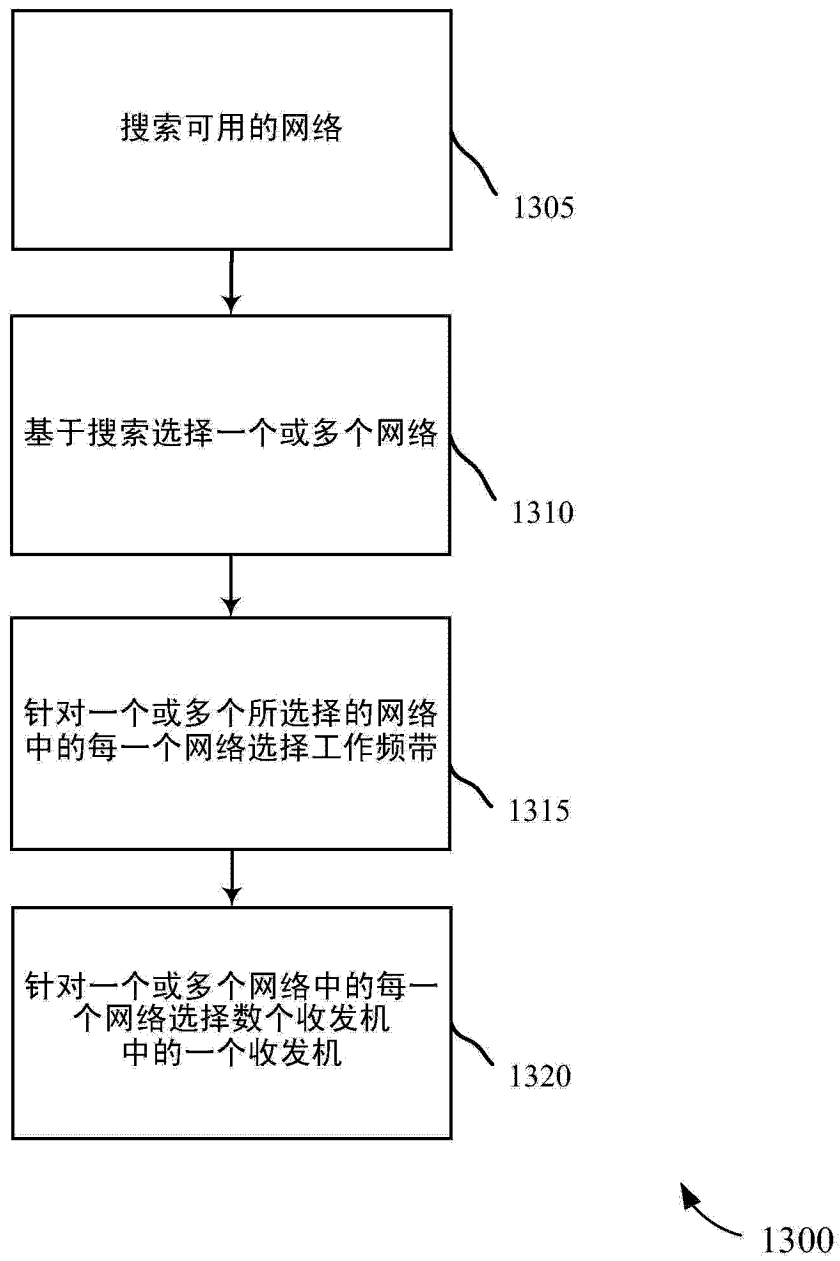 搜索可用的网络
1305
基于搜索选择一个或多个网络
1310
针对一个或多个所选择的网络
中的每一个网络选择工作频带
1315
针对一个或多个网络中的每一
个网络选择数个收发机
中的一个收发机
1320
1300